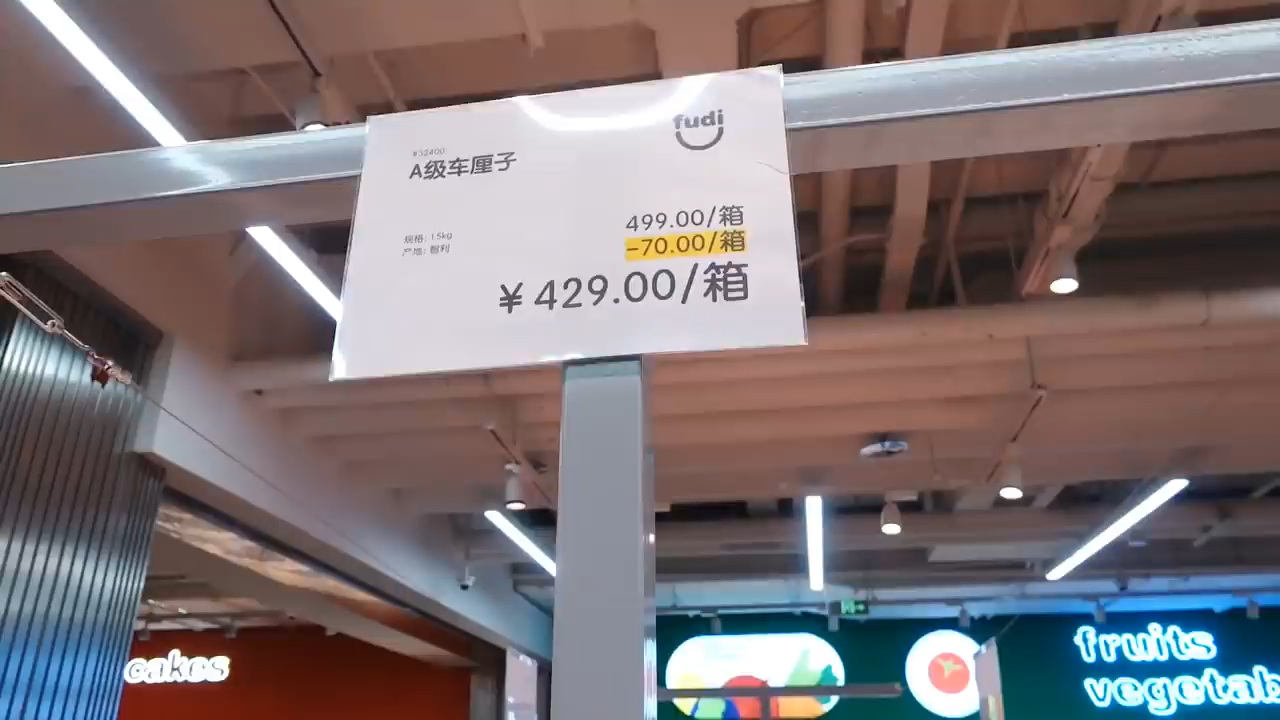 fudi
#32400
A级车厘子
规格: 1.5kg
产地: 智利
499.00/箱
-70.00/箱
¥429.00/箱
cakes
fruits
vegetab